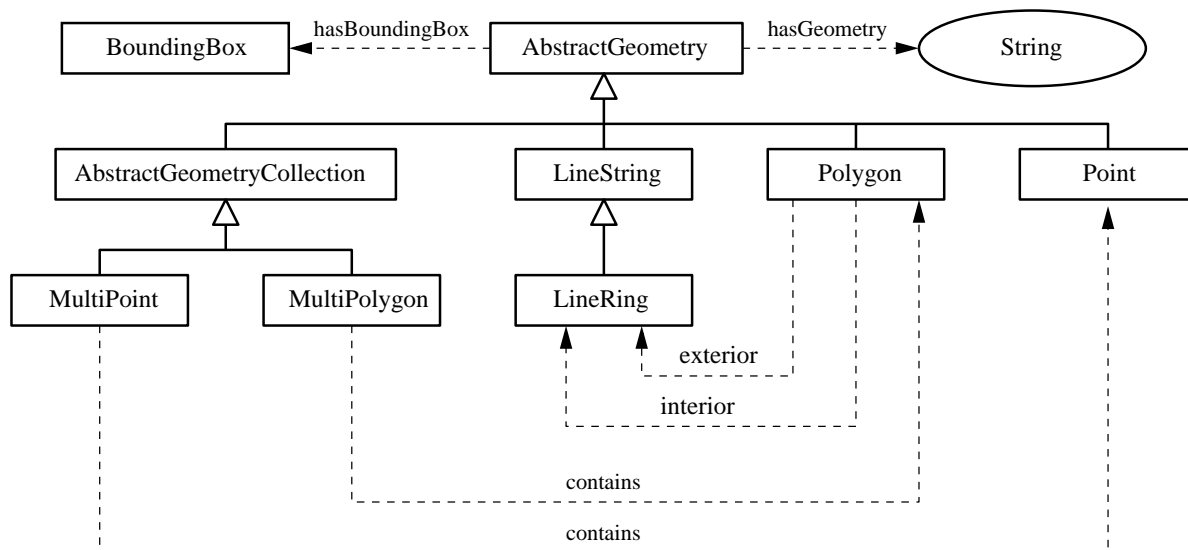 hasBoundingBox
hasGeometry
BoundingBox
AbstractGeometry
String
AbstractGeometryCollection
LineString
Polygon
Point
MultiPoint
MultiPolygon
LineRing
exterior
interior
contains
contains